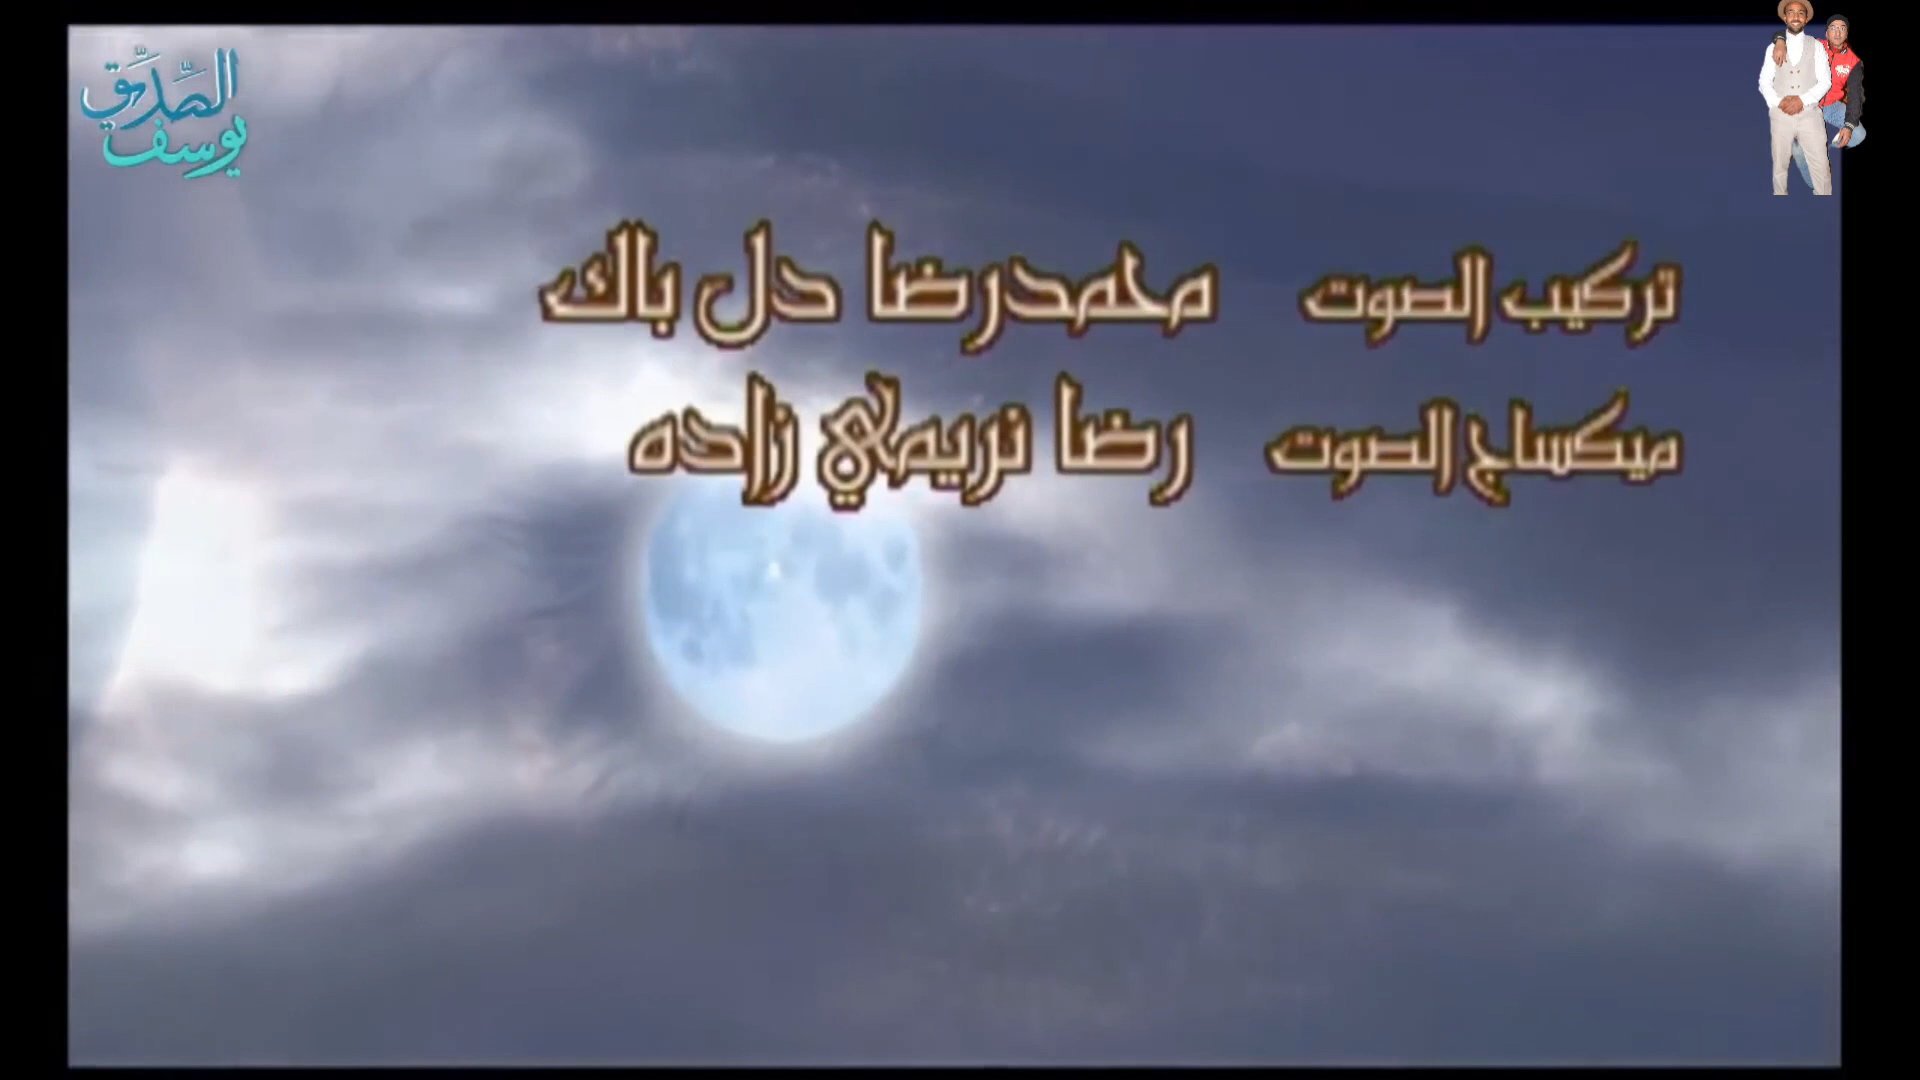 الصديق
يوسف
تركيب الصوت محمدرضا دل باك
ميكساج الصوت رضا نريمي زاده